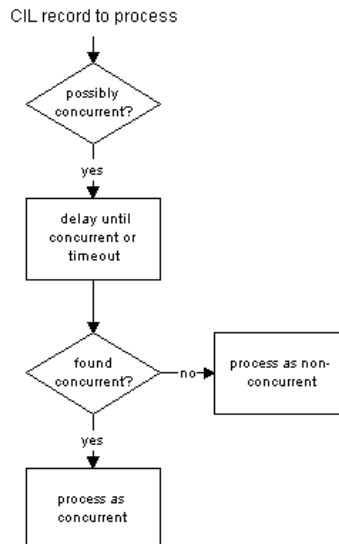 CIL record to process
possibly
concurrent?
yes
delay until
concurrent or
timeout
found
concurrent?
no
process as non-
concurrent
yes
process as
concurrent